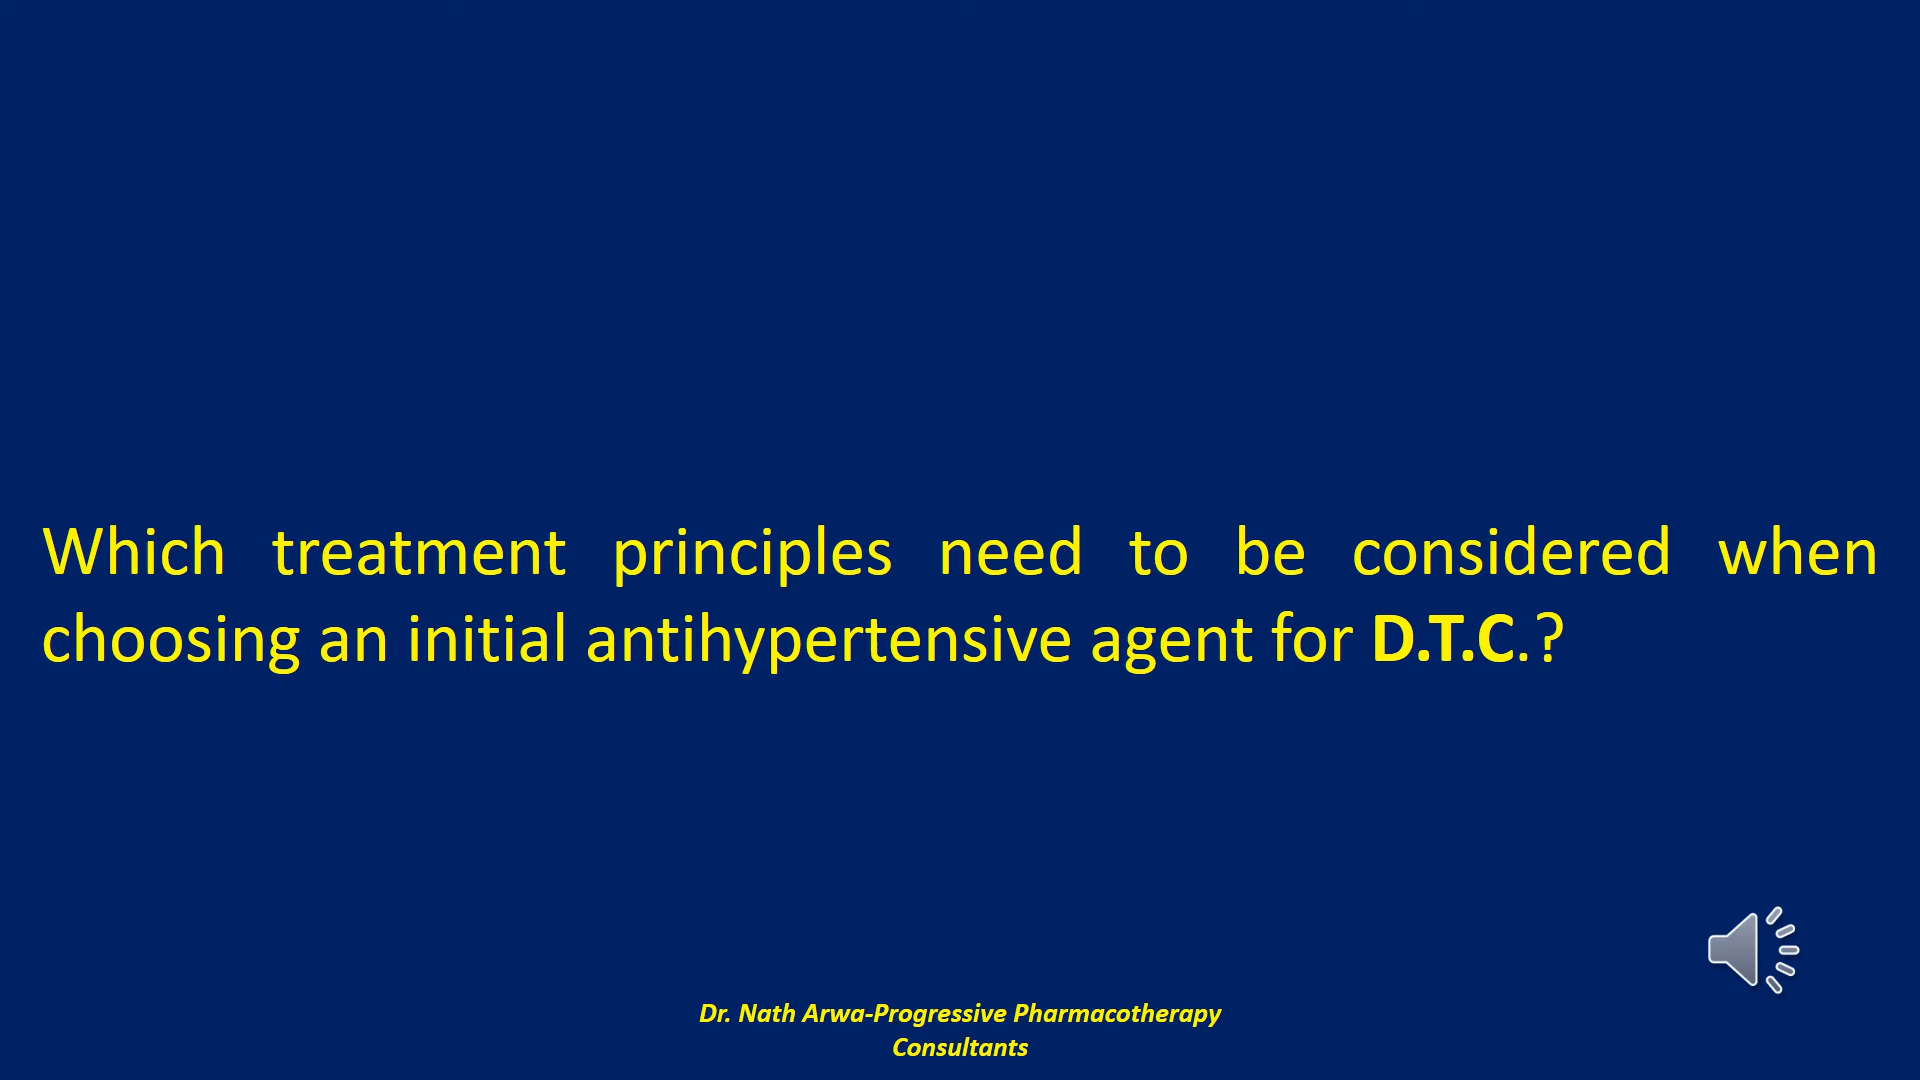 Which treatment principles need to be considered when
choosing an initial antihypertensive agent for D.T.C.?
Dr. Nath Arwa-Progressive Pharmacotherapy
Consultants